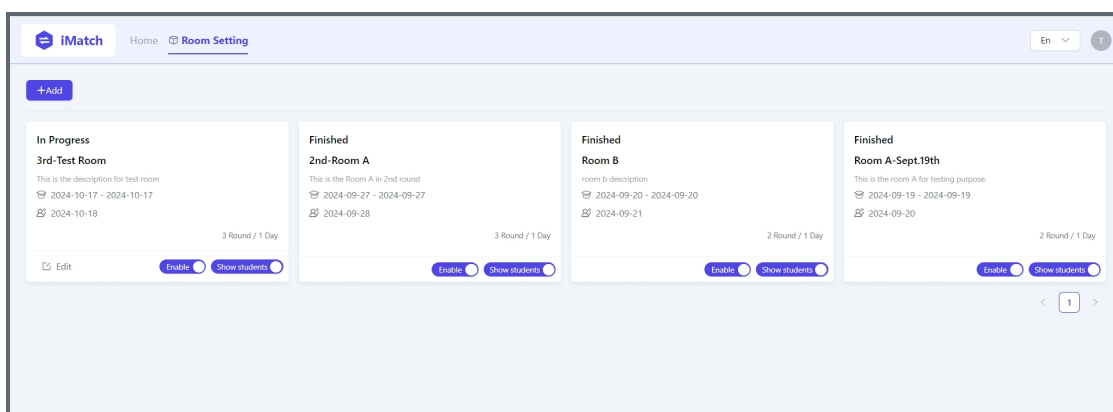 iMatch Home Room Setting En T
+Add
In Progress
3rd-Test Room
This is the description for test room
2024-10-17 - 2024-10-17
2024-10-18
3 Round / 1 Day
Edit Enable Show students
Finished
2nd-Room A
This is the Room A in 2nd round
2024-09-27 - 2024-09-27
2024-09-28
3 Round / 1 Day
Enable Show students
Finished
Room B
room b description
2024-09-20 - 2024-09-20
2024-09-21
2 Round / 1 Day
Enable Show students
Finished
Room A-Sept.19th
This is the room A for testing purpose.
2024-09-19 - 2024-09-19
2024-09-20
2 Round / 1 Day
Enable Show students
< 1 >